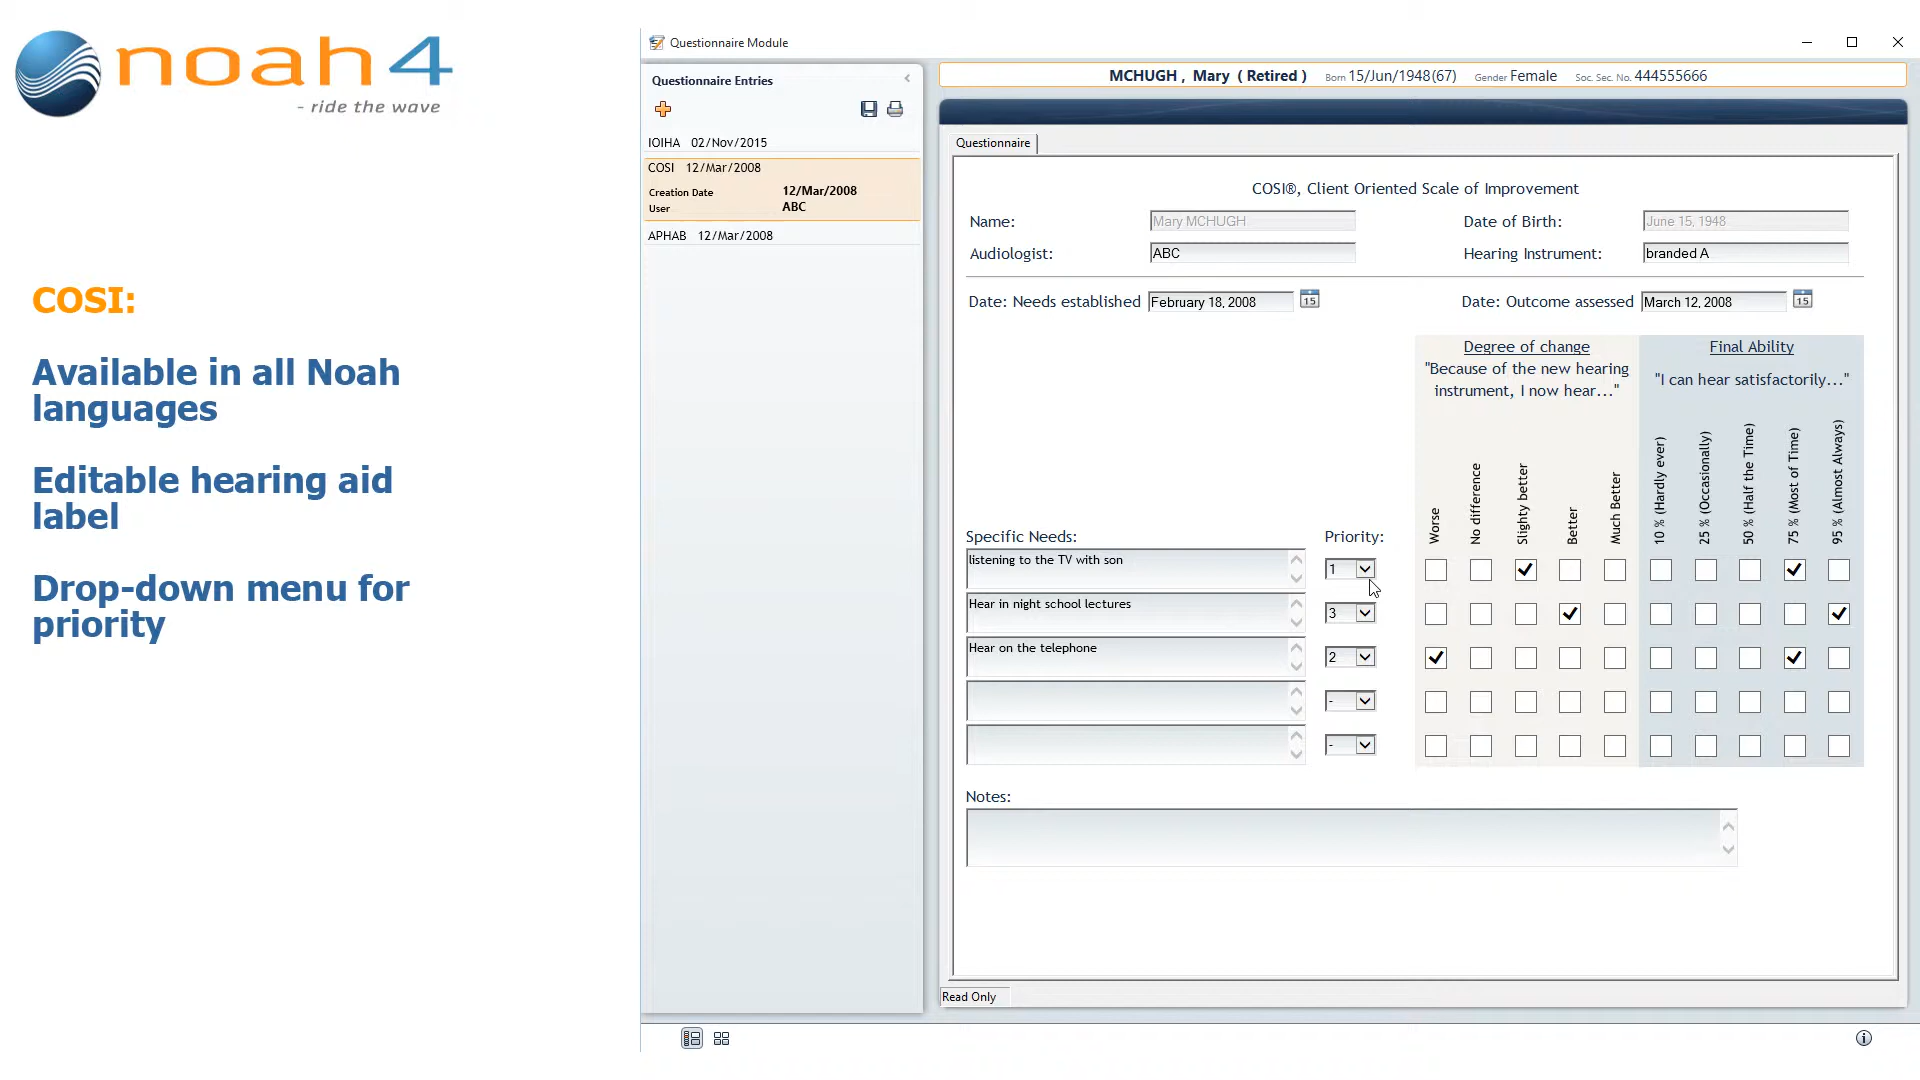 noah4
- ride the wave
COSI:
Available in all Noah
languages
Editable hearing aid
label
Drop-down menu for
priority
Questionnaire Module
Questionnaire Entries
IOIHA 02/Nov/2015
COSI 12/Mar/2008
Creation Date 12/Mar/2008
User ABC
APHAB 12/Mar/2008
MCHUGH , Mary ( Retired ) Born 15/Jun/1948(67) Gender Female Soc. Sec. No. 444555666
Questionnaire
COSI®, Client Oriented Scale of Improvement
Name: Mary MCHUGH Date of Birth: June 15, 1948
Audiologist: ABC Hearing Instrument: branded A
Date: Needs established February 18, 2008 15 Date: Outcome assessed March 12, 2008 15
Degree of change
"Because of the new hearing
instrument, I now hear..."
Final Ability
"I can hear satisfactorily..."
Worse
No difference
Slighty better
Better
Much Better
10 % (Hardly ever)
25 % (Occasionally)
50 % (Half the Time)
75 % (Most of Time)
95 % (Almost Always)
Specific Needs: Priority:
listening to the TV with son 1
Hear in night school lectures 3
Hear on the telephone 2
-
-
Notes:
Read Only